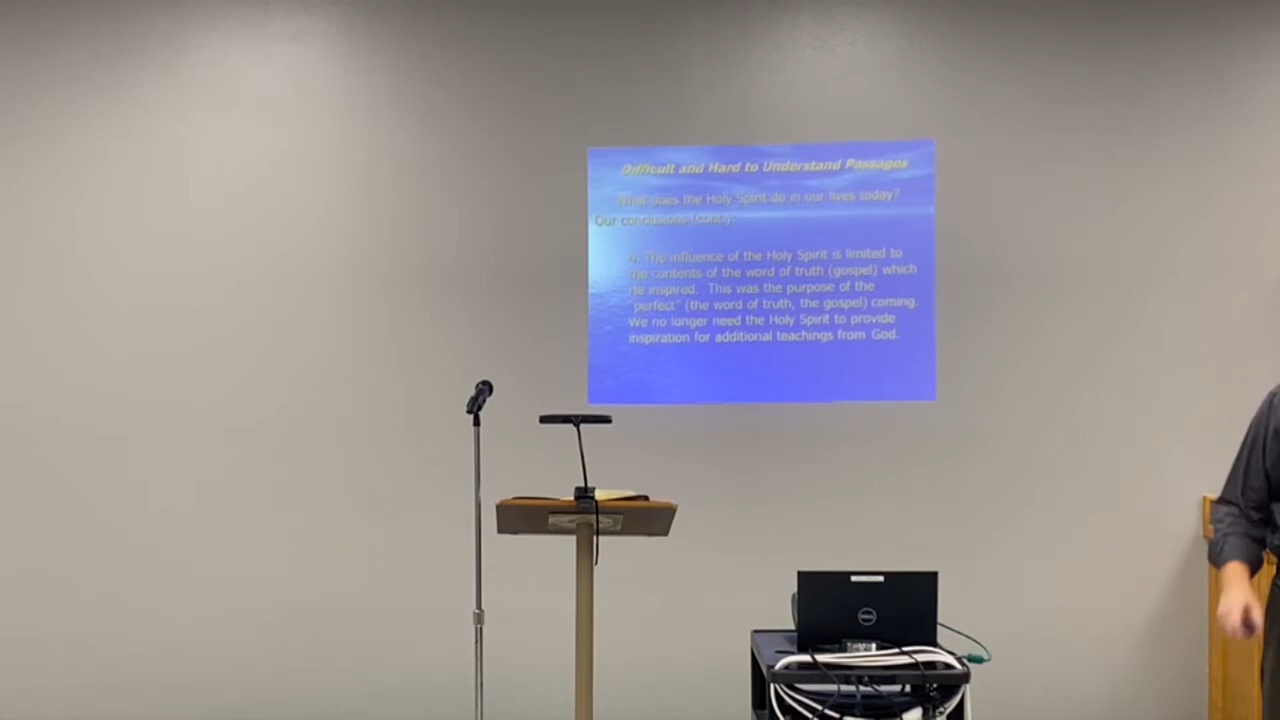 Difficult and Hard to Understand Passages
What does the Holy Spirit do in our lives today?
Our conclusions (cont.):
The influence of the Holy Spirit is limited to
the contents of the word of truth (gospel) which
He inspired. This was the purpose of the
"perfect" (the word of truth, the gospel) coming.
We no longer need the Holy Spirit to provide
inspiration for additional teachings from God.
DELL